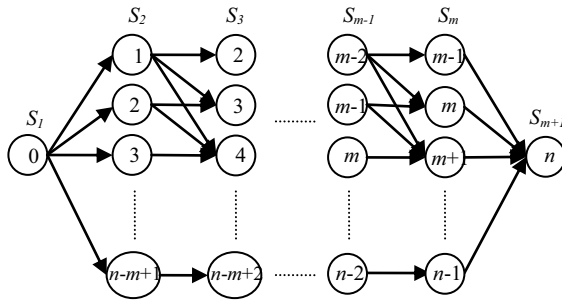 S2 S3 Sm-1 Sm
1 2 m-2 m-1
S1 2 3 m-1 m Sm+1
0 3 4 m m+1 n
n-m+1 n-m+2 n-2 n-1